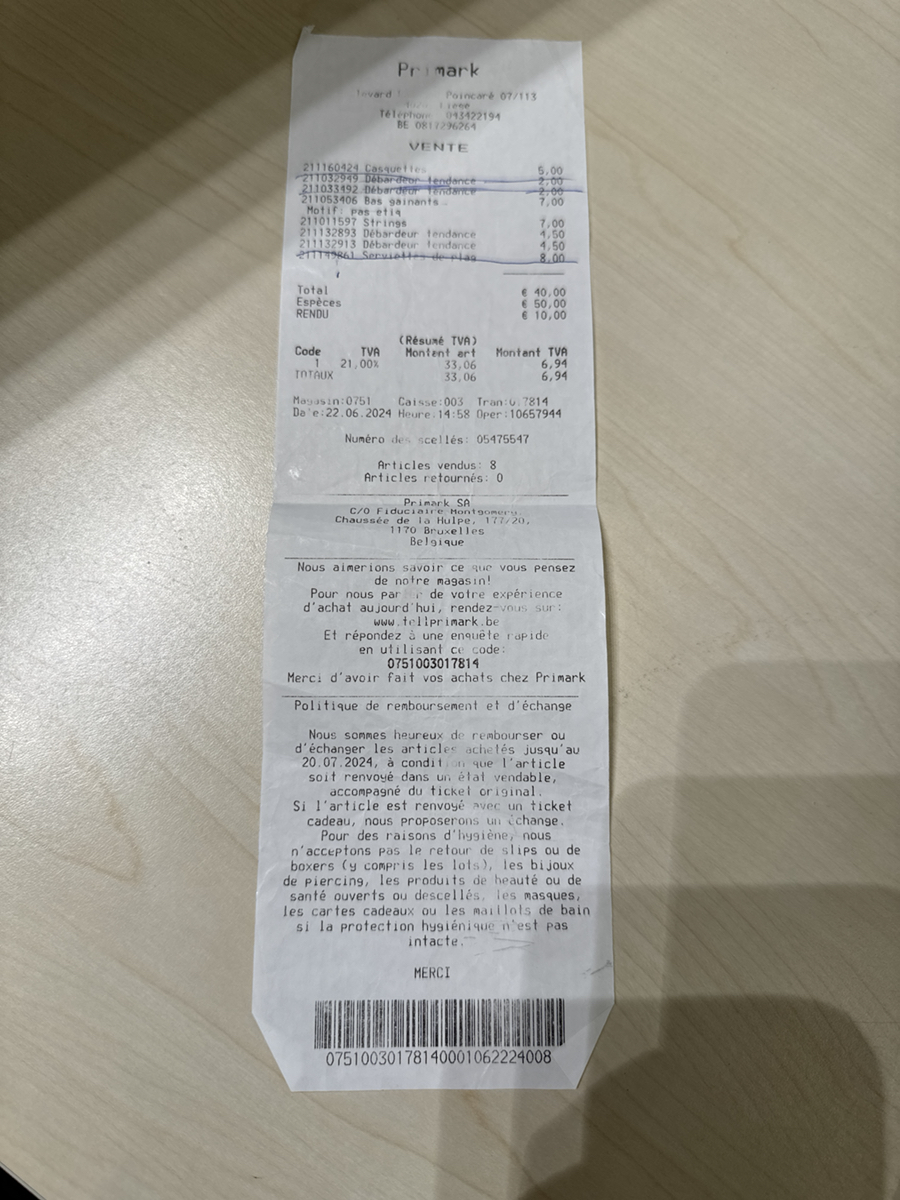 Primark
Poincaré 07/113
Téléphone 043422194
BE 0817296264
VENTE
211160424 Casquettes 5,00
211032949 Débardeur tendance 2,00
211033492 Débardeur tendance 2,00
211053406 Bas gainants 7,00
Motif: pas etiq
211011597 Strings 7,00
211132893 Débardeur tendance 4,50
211132913 Débardeur tendance 4,50
211149861 Serviettes de plag 8,00
Total € 40,00
Espèces € 50,00
RENDU € 10,00
(Résumé TVA)
Code TVA Montant art Montant TVA
1 21,00% 33,06 6,94
TOTAUX 33,06 6,94
Magasin:0751 Caisse:003 7814
Date:22.06.2024 Heure:14:58 Oper:10657944
Numéro des scellés: 05475547
Articles vendus: 8
Articles retournés: 0
Primark SA
C/O Fiduciaire Montgomery,
Chaussée de la Hulpe, 177/20,
1170 Bruxelles
Belgique
Nous aimerions savoir ce que vous pensez
de notre magasin!
Pour nous parler de votre expérience
d'achat aujourd'hui, rendez-vous sur:
www.tellprimark.be
Et répondez à une enquête rapide
en utilisant ce code:
0751003017814
Merci d'avoir fait vos achats chez Primark
Politique de remboursement et d'échange
Nous sommes heureux de rembourser ou
d'échanger les articles achetés jusqu'au
20.07.2024, à condition que l'article
soit renvoyé dans un état vendable,
accompagné du ticket original.
Si l'article est renvoyé avec un ticket
cadeau, nous proposerons un échange.
Pour des raisons d'hygiène, nous
n'acceptons pas le retour de slips ou de
boxers (y compris les lots), les bijoux
de piercing, les produits de beauté ou de
santé ouverts ou descellés, les masques,
les cartes cadeaux ou les maillots de bain
si la protection hygiénique n'est pas
intacte.
MERCI
07510030178140001062224008